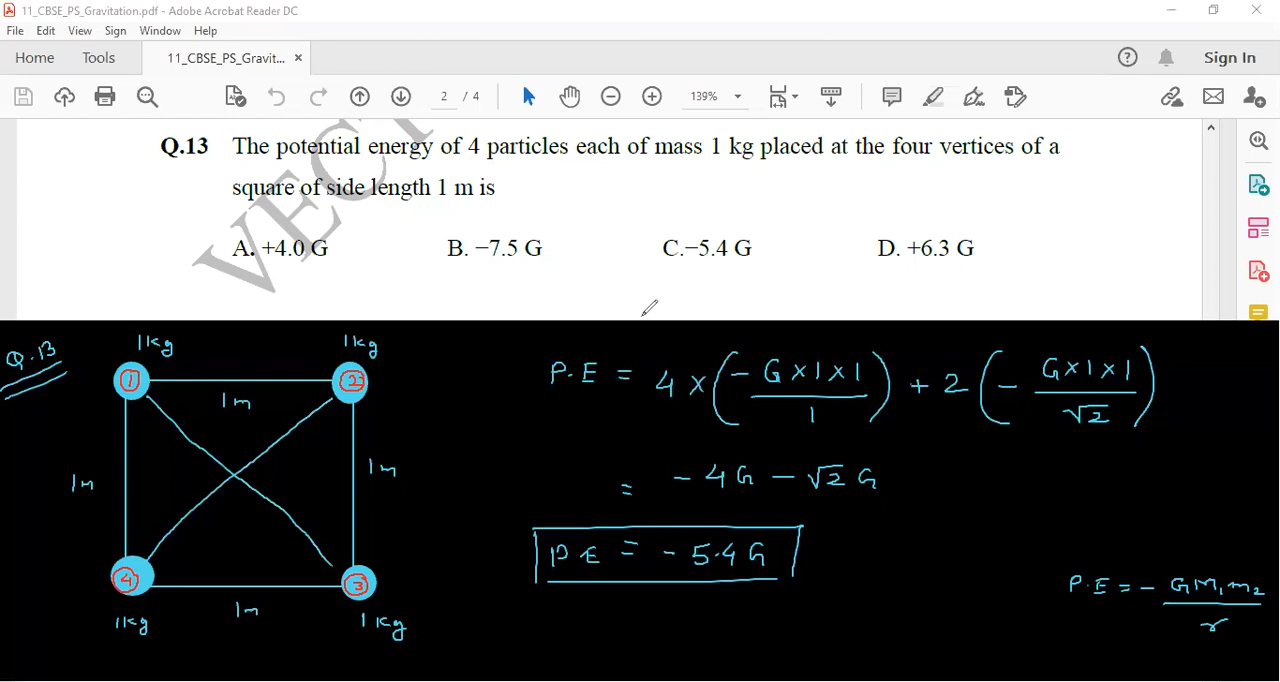 11_CBSE_PS_Gravitation.pdf - Adobe Acrobat Reader DC
File Edit View Sign Window Help
Home Tools 11_CBSE_PS_Gravit... × Sign In
2 / 4 139%
VECT
Q.13 The potential energy of 4 particles each of mass 1 kg placed at the four vertices of a
square of side length 1 m is
A. +4.0 G B. −7.5 G C.−5.4 G D. +6.3 G
Q.13
1kg 1kg
1 2
1m
1m 1m
4 3
1m
1kg 1kg
P.E = 4 × (− G×1×1 / 1) + 2 (− G×1×1 / √2)
= − 4G − √2 G
PE = − 5.4 G
P.E = − GM1m2 / r